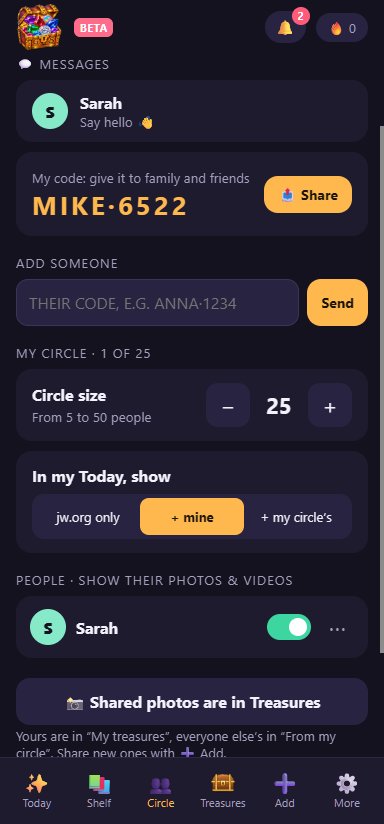 BETA
2
0
MESSAGES
S
Sarah
Say hello
My code: give it to family and friends
MIKE·6522
Share
ADD SOMEONE
THEIR CODE, E.G. ANNA·1234
Send
MY CIRCLE · 1 OF 25
Circle size
From 5 to 50 people
− 25 +
In my Today, show
jw.org only + mine + my circle's
PEOPLE · SHOW THEIR PHOTOS & VIDEOS
S Sarah ...
Shared photos are in Treasures
Yours are in “My treasures”, everyone else’s in “From my
circle”. Share new ones with ➕ Add.
Today Shelf Circle Treasures Add More